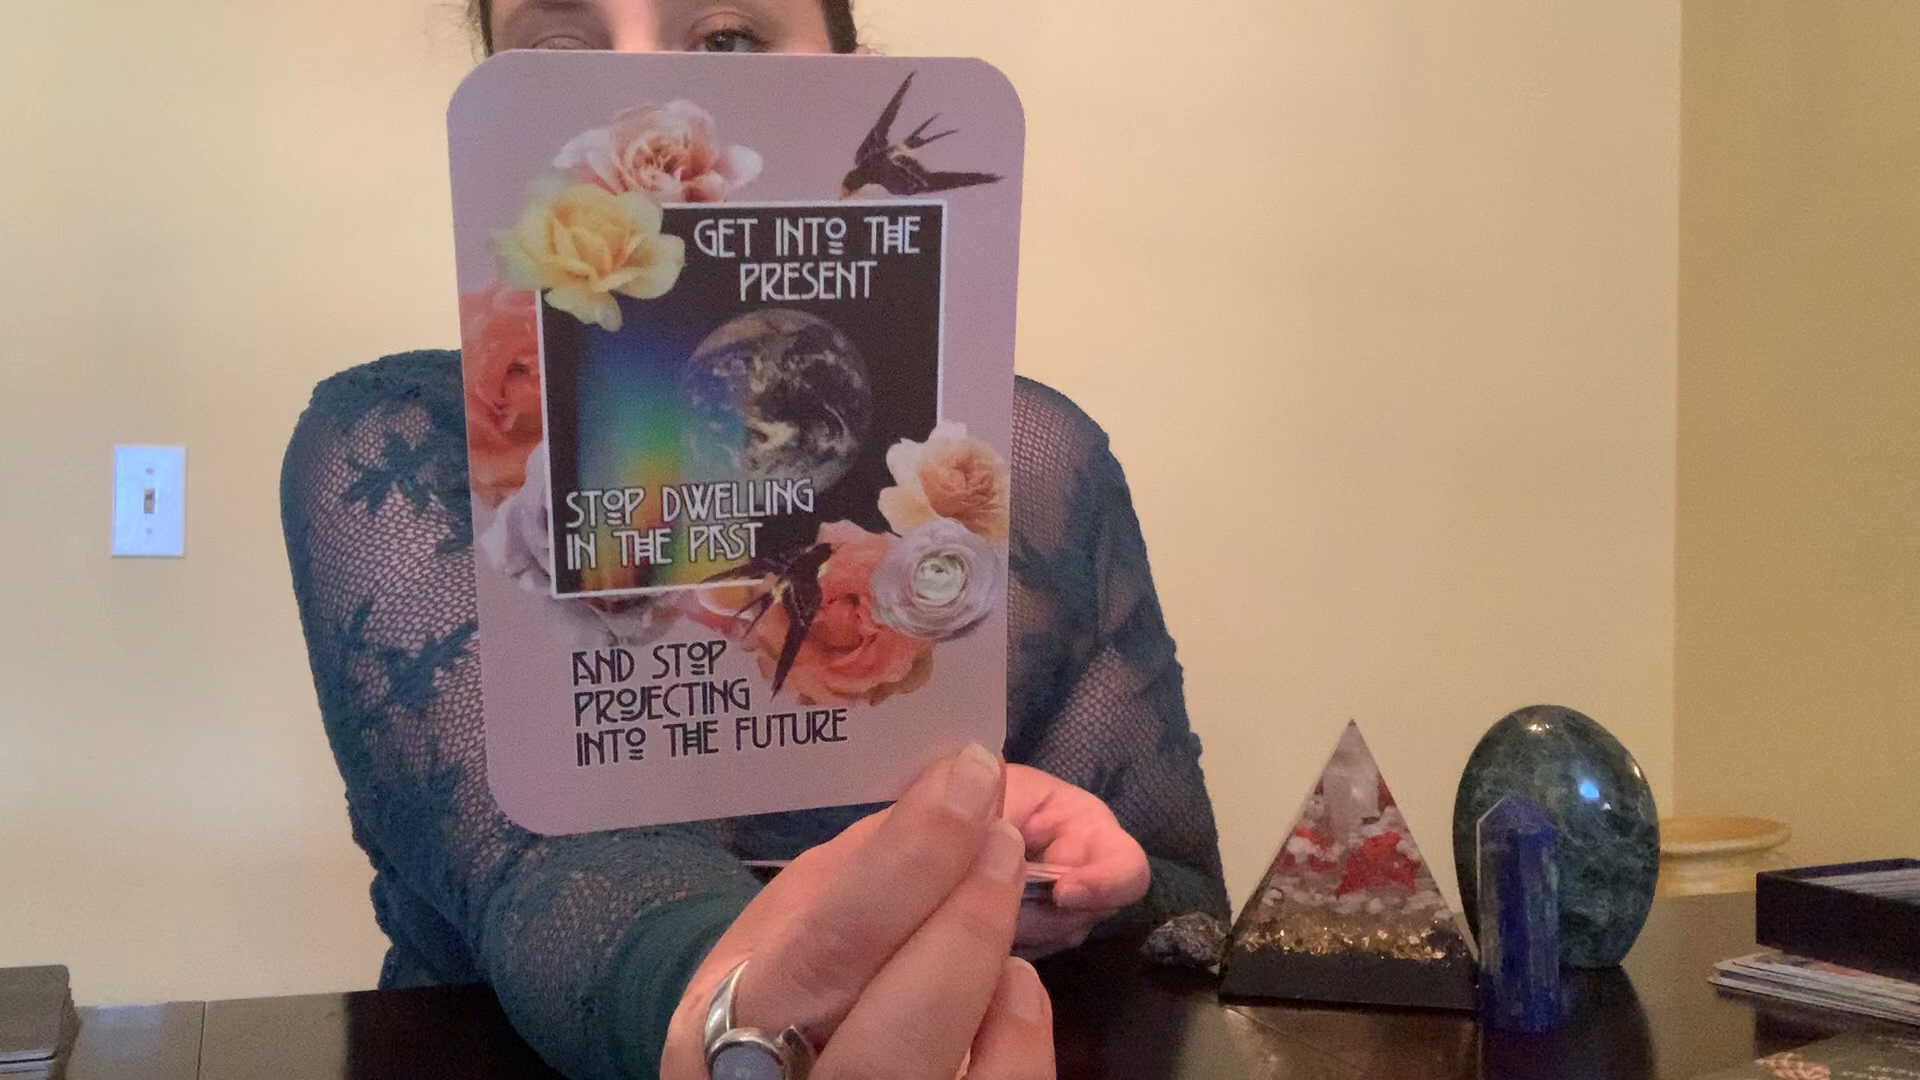 GET INTO THE
PRESENT
STOP DWELLING
IN THE PAST
AND STOP
PROJECTING
INTO THE FUTURE